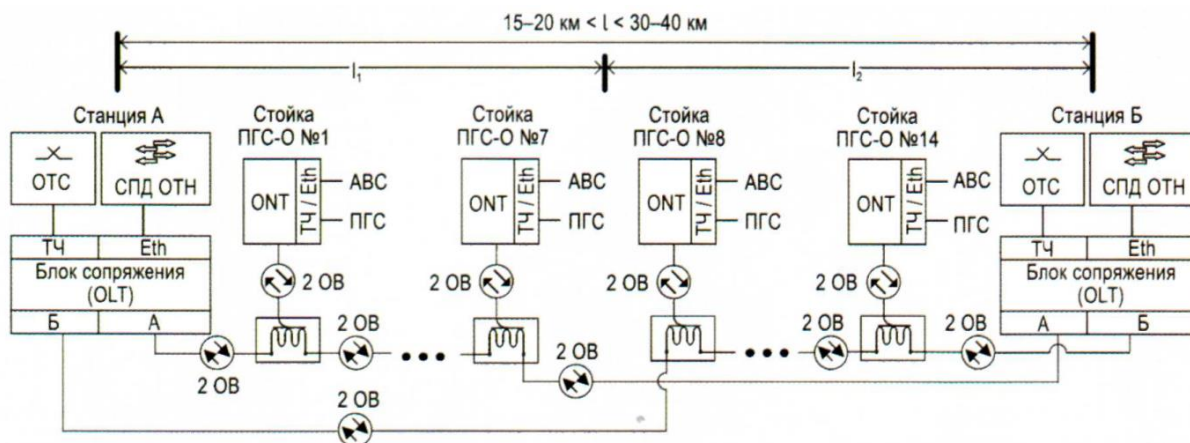 15–20 км < l < 30–40 км
l₁
l₂
Станция А
Стойка
ПГС-О №1
Стойка
ПГС-О №7
Стойка
ПГС-О №8
Стойка
ПГС-О №14
Станция Б
ОТС
СПД ОТН
ONT
ТЧ / Eth
АВС
ПГС
ONT
ТЧ / Eth
АВС
ПГС
ONT
ТЧ / Eth
АВС
ПГС
ONT
ТЧ / Eth
АВС
ПГС
ОТС
СПД ОТН
ТЧ
Eth
Блок сопряжения
(OLT)
Б
А
ТЧ
Eth
Блок сопряжения
(OLT)
А
Б
2 ОВ
2 ОВ
2 ОВ
2 ОВ
2 ОВ
2 ОВ
2 ОВ
2 ОВ
2 ОВ
2 ОВ